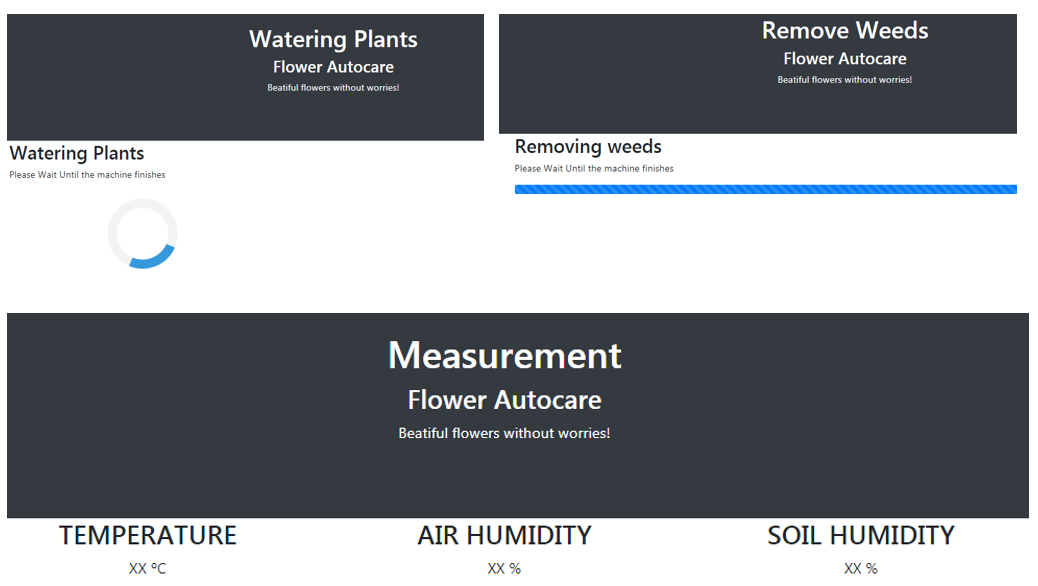 Watering Plants
Flower Autocare
Beatiful flowers without worries!
Watering Plants
Please Wait Until the machine finishes
Remove Weeds
Flower Autocare
Beatiful flowers without worries!
Removing weeds
Please Wait Until the machine finishes
Measurement
Flower Autocare
Beatiful flowers without worries!
TEMPERATURE AIR HUMIDITY SOIL HUMIDITY
XX ºC XX % XX %